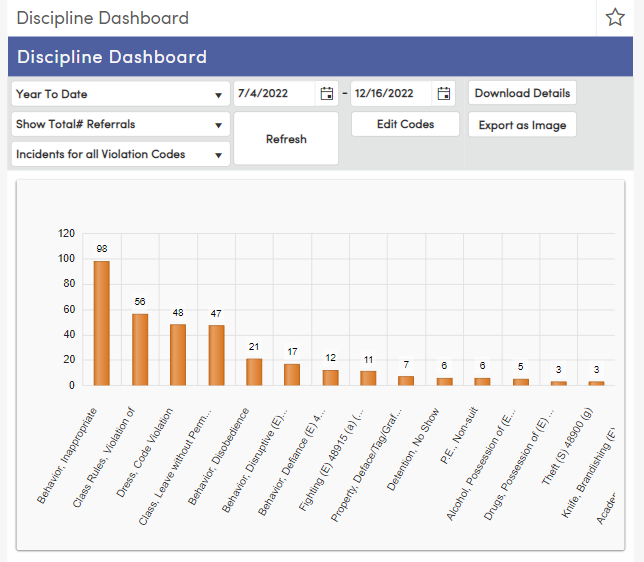 Discipline Dashboard
Discipline Dashboard
Year To Date
7/4/2022 - 12/16/2022
Download Details
Show Total# Referrals
Refresh
Edit Codes
Export as Image
Incidents for all Violation Codes
120
100
80
60
40
20
0
98
56
48
47
21
17
12
11
7
6
6
5
3
3
Behavior, Inappropriate
Class Rules, Violation of
Dress, Code Violation
Class, Leave without Perm...
Behavior, Disobedience
Behavior, Disruptive (E)...
Behavior, Defiance (E) 4...
Fighting (E) 48915 (a) (...
Property, Deface/Tag/Graf...
Detention, No Show
P.E., Non-suit
Alcohol, Possession of (E...
Drugs, Possession of (E) ...
Theft (S) 48900 (g)
Knife, Brandishing (E)